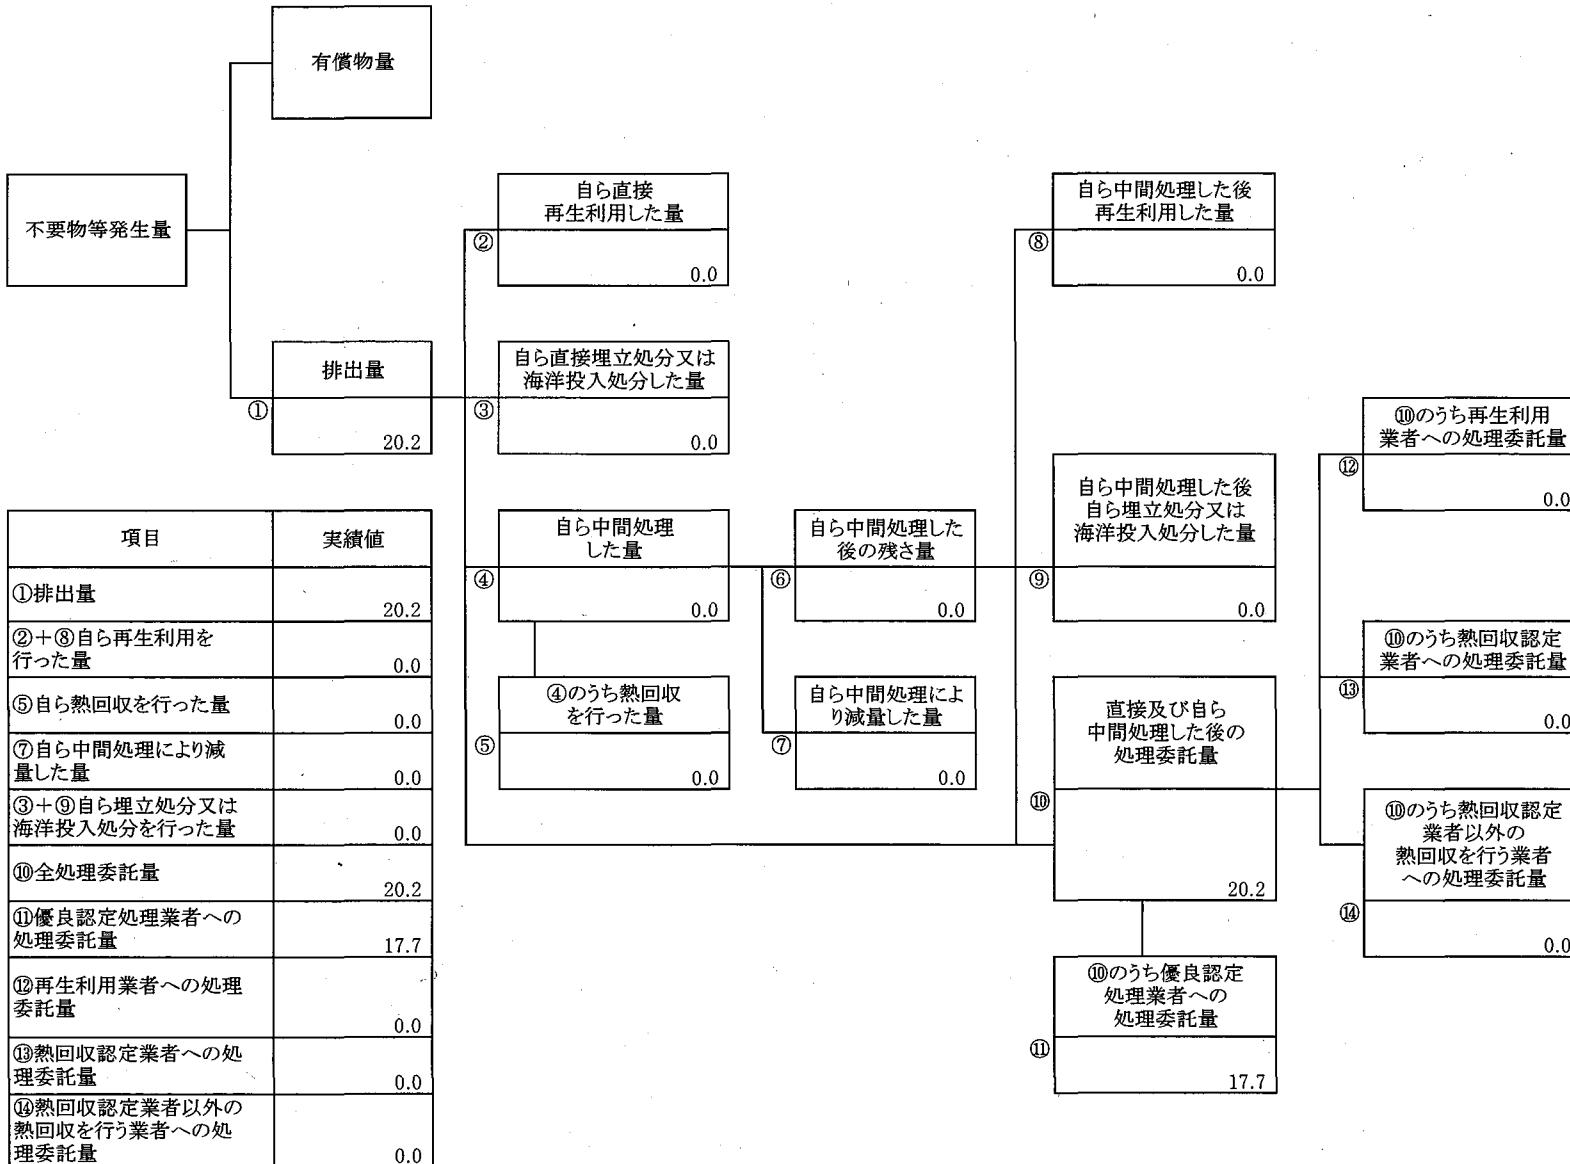 有償物量
不要物等発生量
自ら直接
再生利用した量
②
0.0
自ら中間処理した後
再生利用した量
⑧
0.0
排出量
①
20.2
自ら直接埋立処分又は
海洋投入処分した量
③
0.0
⑩のうち再生利用
業者への処理委託量
⑫
0.0
自ら中間処理
した量
④
0.0
自ら中間処理した
後の残さ量
⑥
0.0
自ら中間処理した後
自ら埋立処分又は
海洋投入処分した量
⑨
0.0
⑩のうち熱回収認定
業者への処理委託量
⑬
0.0
④のうち熱回収
を行った量
⑤
0.0
自ら中間処理によ
り減量した量
⑦
0.0
直接及び自ら
中間処理した後の
処理委託量
⑩
20.2
⑩のうち熱回収認定
業者以外の
熱回収を行う業者
への処理委託量
⑭
0.0
⑩のうち優良認定
処理業者への
処理委託量
⑪
17.7
項目 実績値
①排出量
20.2
②+⑧自ら再生利用を
行った量 0.0
⑤自ら熱回収を行った量
0.0
⑦自ら中間処理により減
量した量 0.0
③+⑨自ら埋立処分又は
海洋投入処分を行った量 0.0
⑩全処理委託量
20.2
⑪優良認定処理業者への
処理委託量 17.7
⑫再生利用業者への処理
委託量
0.0
⑬熱回収認定業者への処
理委託量 0.0
⑭熱回収認定業者以外の
熱回収を行う業者への処
理委託量 0.0